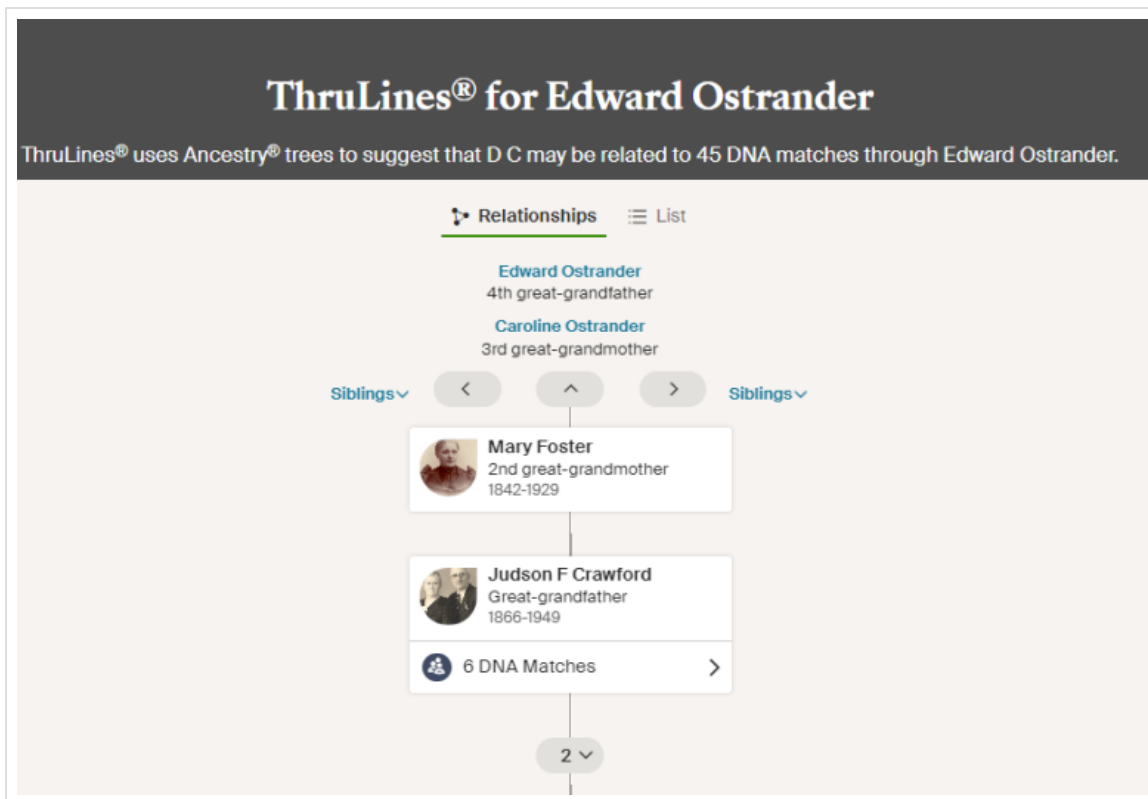 ThruLines® for Edward Ostrander
ThruLines® uses Ancestry® trees to suggest that D C may be related to 45 DNA matches through Edward Ostrander.
Relationships
List
Edward Ostrander
4th great-grandfather
Caroline Ostrander
3rd great-grandmother
Siblings
Siblings
Mary Foster
2nd great-grandmother
1842-1929
Judson F Crawford
Great-grandfather
1866-1949
6 DNA Matches
2